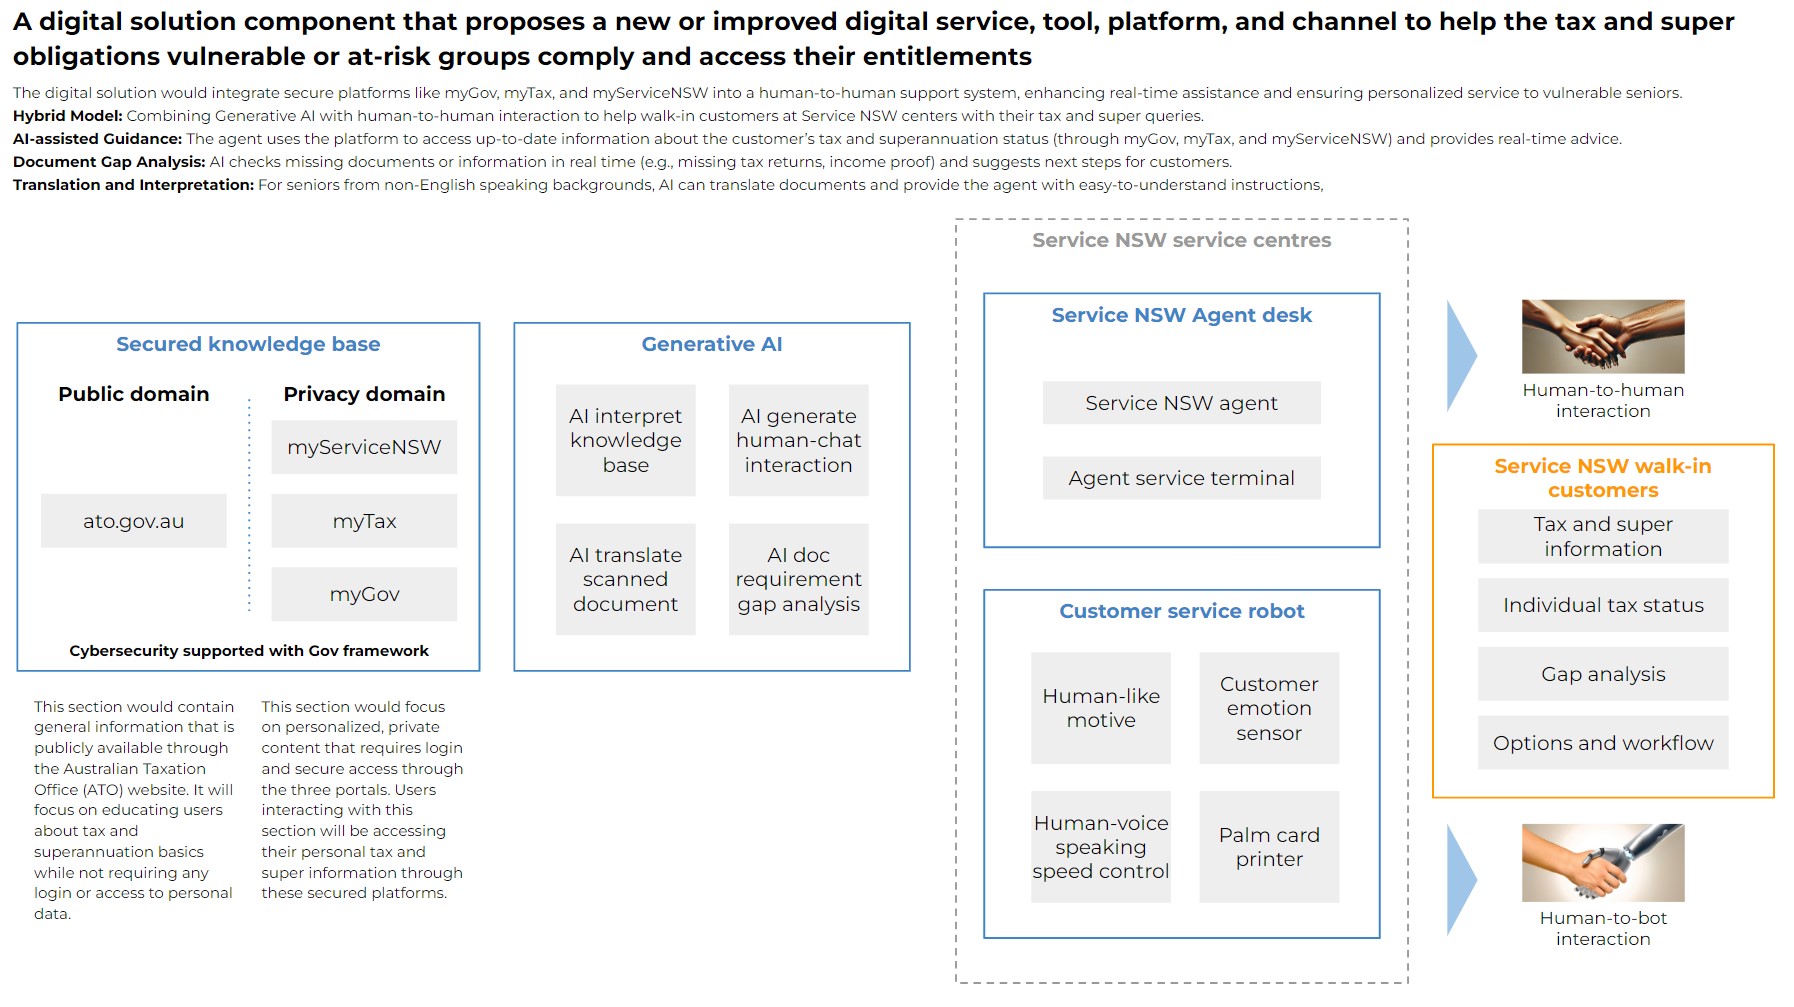 A digital solution component that proposes a new or improved digital service, tool, platform, and channel to help the tax and super
obligations vulnerable or at-risk groups comply and access their entitlements
The digital solution would integrate secure platforms like myGov, myTax, and myServiceNSW into a human-to-human support system, enhancing real-time assistance and ensuring personalized service to vulnerable seniors.
Hybrid Model: Combining Generative AI with human-to-human interaction to help walk-in customers at Service NSW centers with their tax and super queries.
AI-assisted Guidance: The agent uses the platform to access up-to-date information about the customer's tax and superannuation status (through myGov, myTax, and myServiceNSW) and provides real-time advice.
Document Gap Analysis: AI checks missing documents or information in real time (e.g., missing tax returns, income proof) and suggests next steps for customers.
Translation and Interpretation: For seniors from non-English speaking backgrounds, AI can translate documents and provide the agent with easy-to-understand instructions,
Secured knowledge base
Public domain
ato.gov.au
Privacy domain
myServiceNSW
myTax
myGov
Cybersecurity supported with Gov framework
This section would contain
general information that is
publicly available through
the Australian Taxation
Office (ATO) website. It will
focus on educating users
about tax and
superannuation basics
while not requiring any
login or access to personal
data.
This section would focus
on personalized, private
content that requires login
and secure access through
the three portals. Users
interacting with this
section will be accessing
their personal tax and
super information through
these secured platforms.
Generative AI
AI interpret
knowledge
base
AI generate
human-chat
interaction
AI translate
scanned
document
AI doc
requirement
gap analysis
Service NSW service centres
Service NSW Agent desk
Service NSW agent
Agent service terminal
Customer service robot
Human-like
motive
Customer
emotion
sensor
Human-voice
speaking
speed control
Palm card
printer
Human-to-human
interaction
Service NSW walk-in
customers
Tax and super
information
Individual tax status
Gap analysis
Options and workflow
Human-to-bot
interaction